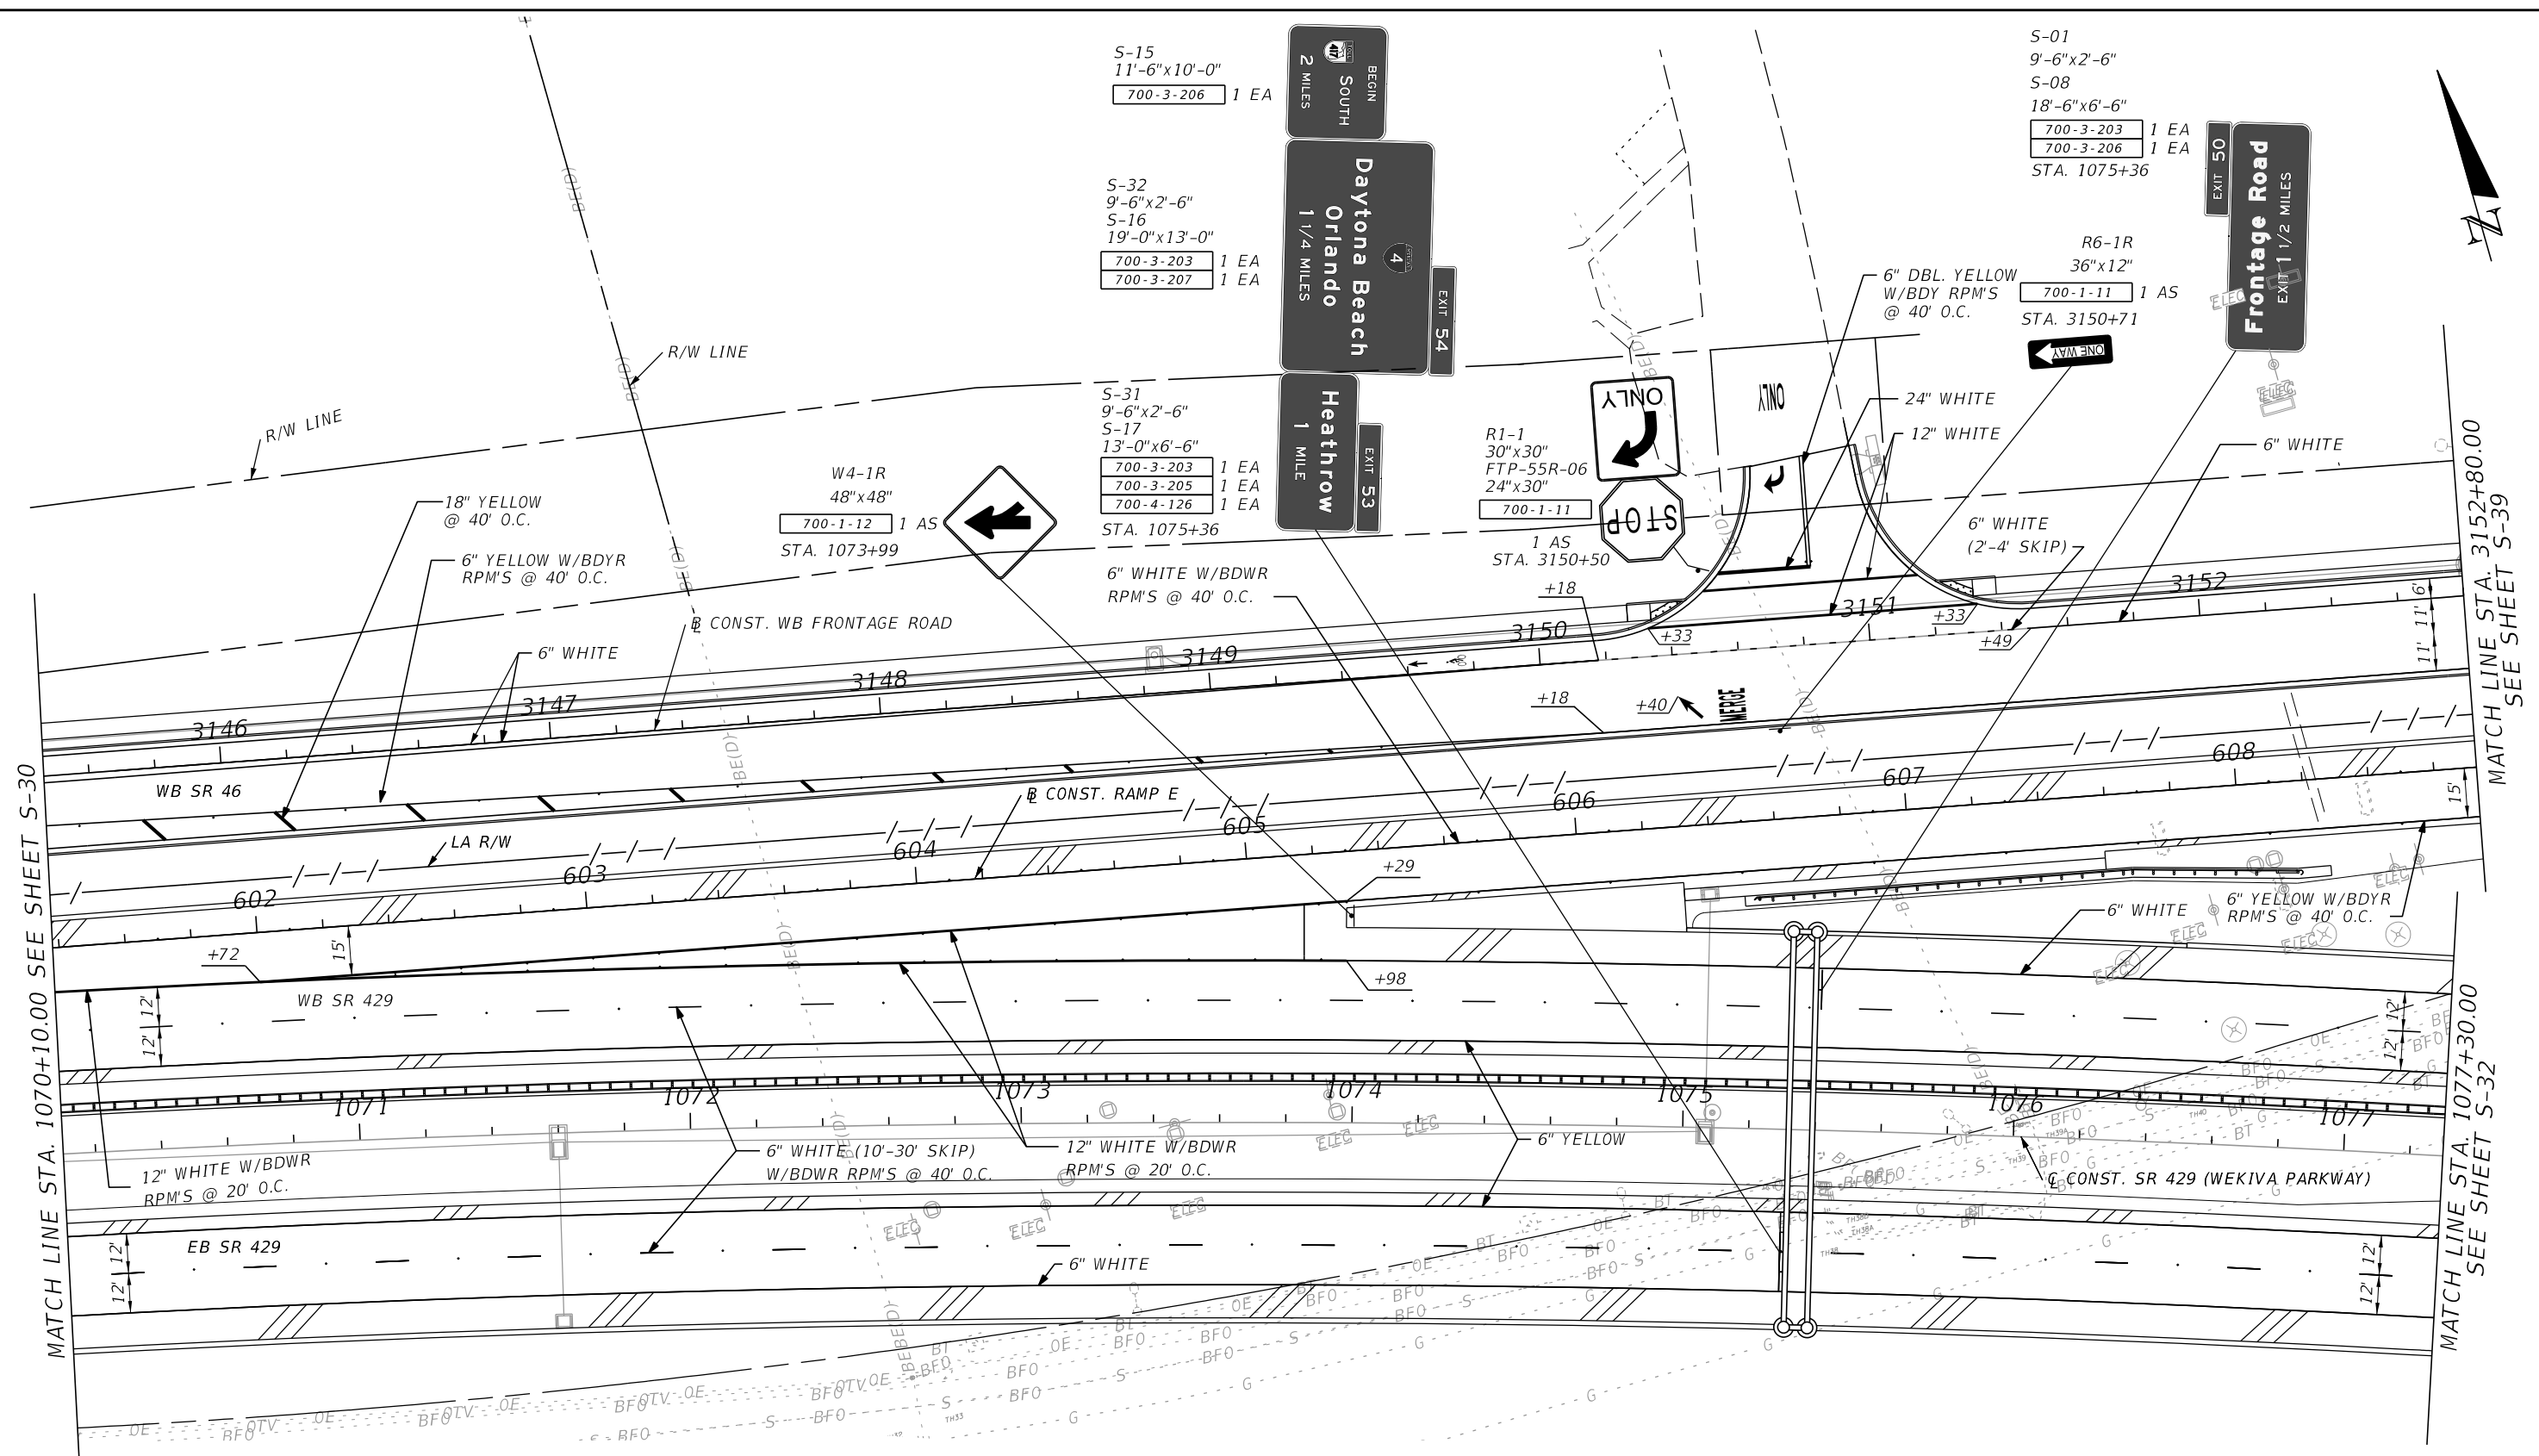 S-15
11'-6"x10'-0"
700-3-206 1 EA
BEGIN
SOUTH
2 MILES
S-32
9'-6"x2'-6"
S-16
19'-0"x13'-0"
700-3-203 1 EA
700-3-207 1 EA
4
Daytona Beach
Orlando
1 1/4 MILES
EXIT 54
S-31
9'-6"x2'-6"
S-17
13'-0"x6'-6"
700-3-203 1 EA
700-3-205 1 EA
700-4-126 1 EA
STA. 1075+36
Heathrow
1 MILE
EXIT 53
S-01
9'-6"x2'-6"
S-08
18'-6"x6'-6"
700-3-203 1 EA
700-3-206 1 EA
STA. 1075+36
EXIT 50
Frontage Road
EXIT 1 1/2 MILES
R6-1R
36"x12"
700-1-11 1 AS
STA. 3150+71
ONE WAY
N
6" DBL. YELLOW
W/BDY RPM'S
@ 40' O.C.
24" WHITE
12" WHITE
6" WHITE
6" WHITE
(2'-4' SKIP)
R1-1
30"x30"
FTP-55R-06
24"x30"
700-1-11
1 AS
STA. 3150+50
ONLY
STOP
ONLY
W4-1R
48"x48"
700-1-12 1 AS
STA. 1073+99
R/W LINE
R/W LINE
18" YELLOW
@ 40' O.C.
6" YELLOW W/BDYR
RPM'S @ 40' O.C.
6" WHITE W/BDWR
RPM'S @ 40' O.C.
B CONST. WB FRONTAGE ROAD
6" WHITE
3146
3147
3148
3149
3150
3151
3152
+18
+33
+33
+49
+18
+40
MERGE
6'
11'
11'
WB SR 46
LA R/W
B CONST. RAMP E
602
603
604
605
606
607
608
15'
15'
+29
+72
+98
WB SR 429
12'
12'
12'
12'
6" WHITE
6" YELLOW W/BDYR
RPM'S @ 40' O.C.
1071
1072
1073
1074
1075
1076
1077
12" WHITE W/BDWR
RPM'S @ 20' O.C.
6" WHITE (10'-30' SKIP)
W/BDWR RPM'S @ 40' O.C.
12" WHITE W/BDWR
RPM'S @ 20' O.C.
6" YELLOW
₵ CONST. SR 429 (WEKIVA PARKWAY)
EB SR 429
6" WHITE
12'
12'
12'
12'
MATCH LINE STA. 1070+10.00 SEE SHEET S-30
MATCH LINE STA. 3152+80.00
SEE SHEET S-39
MATCH LINE STA. 1077+30.00
SEE SHEET S-32